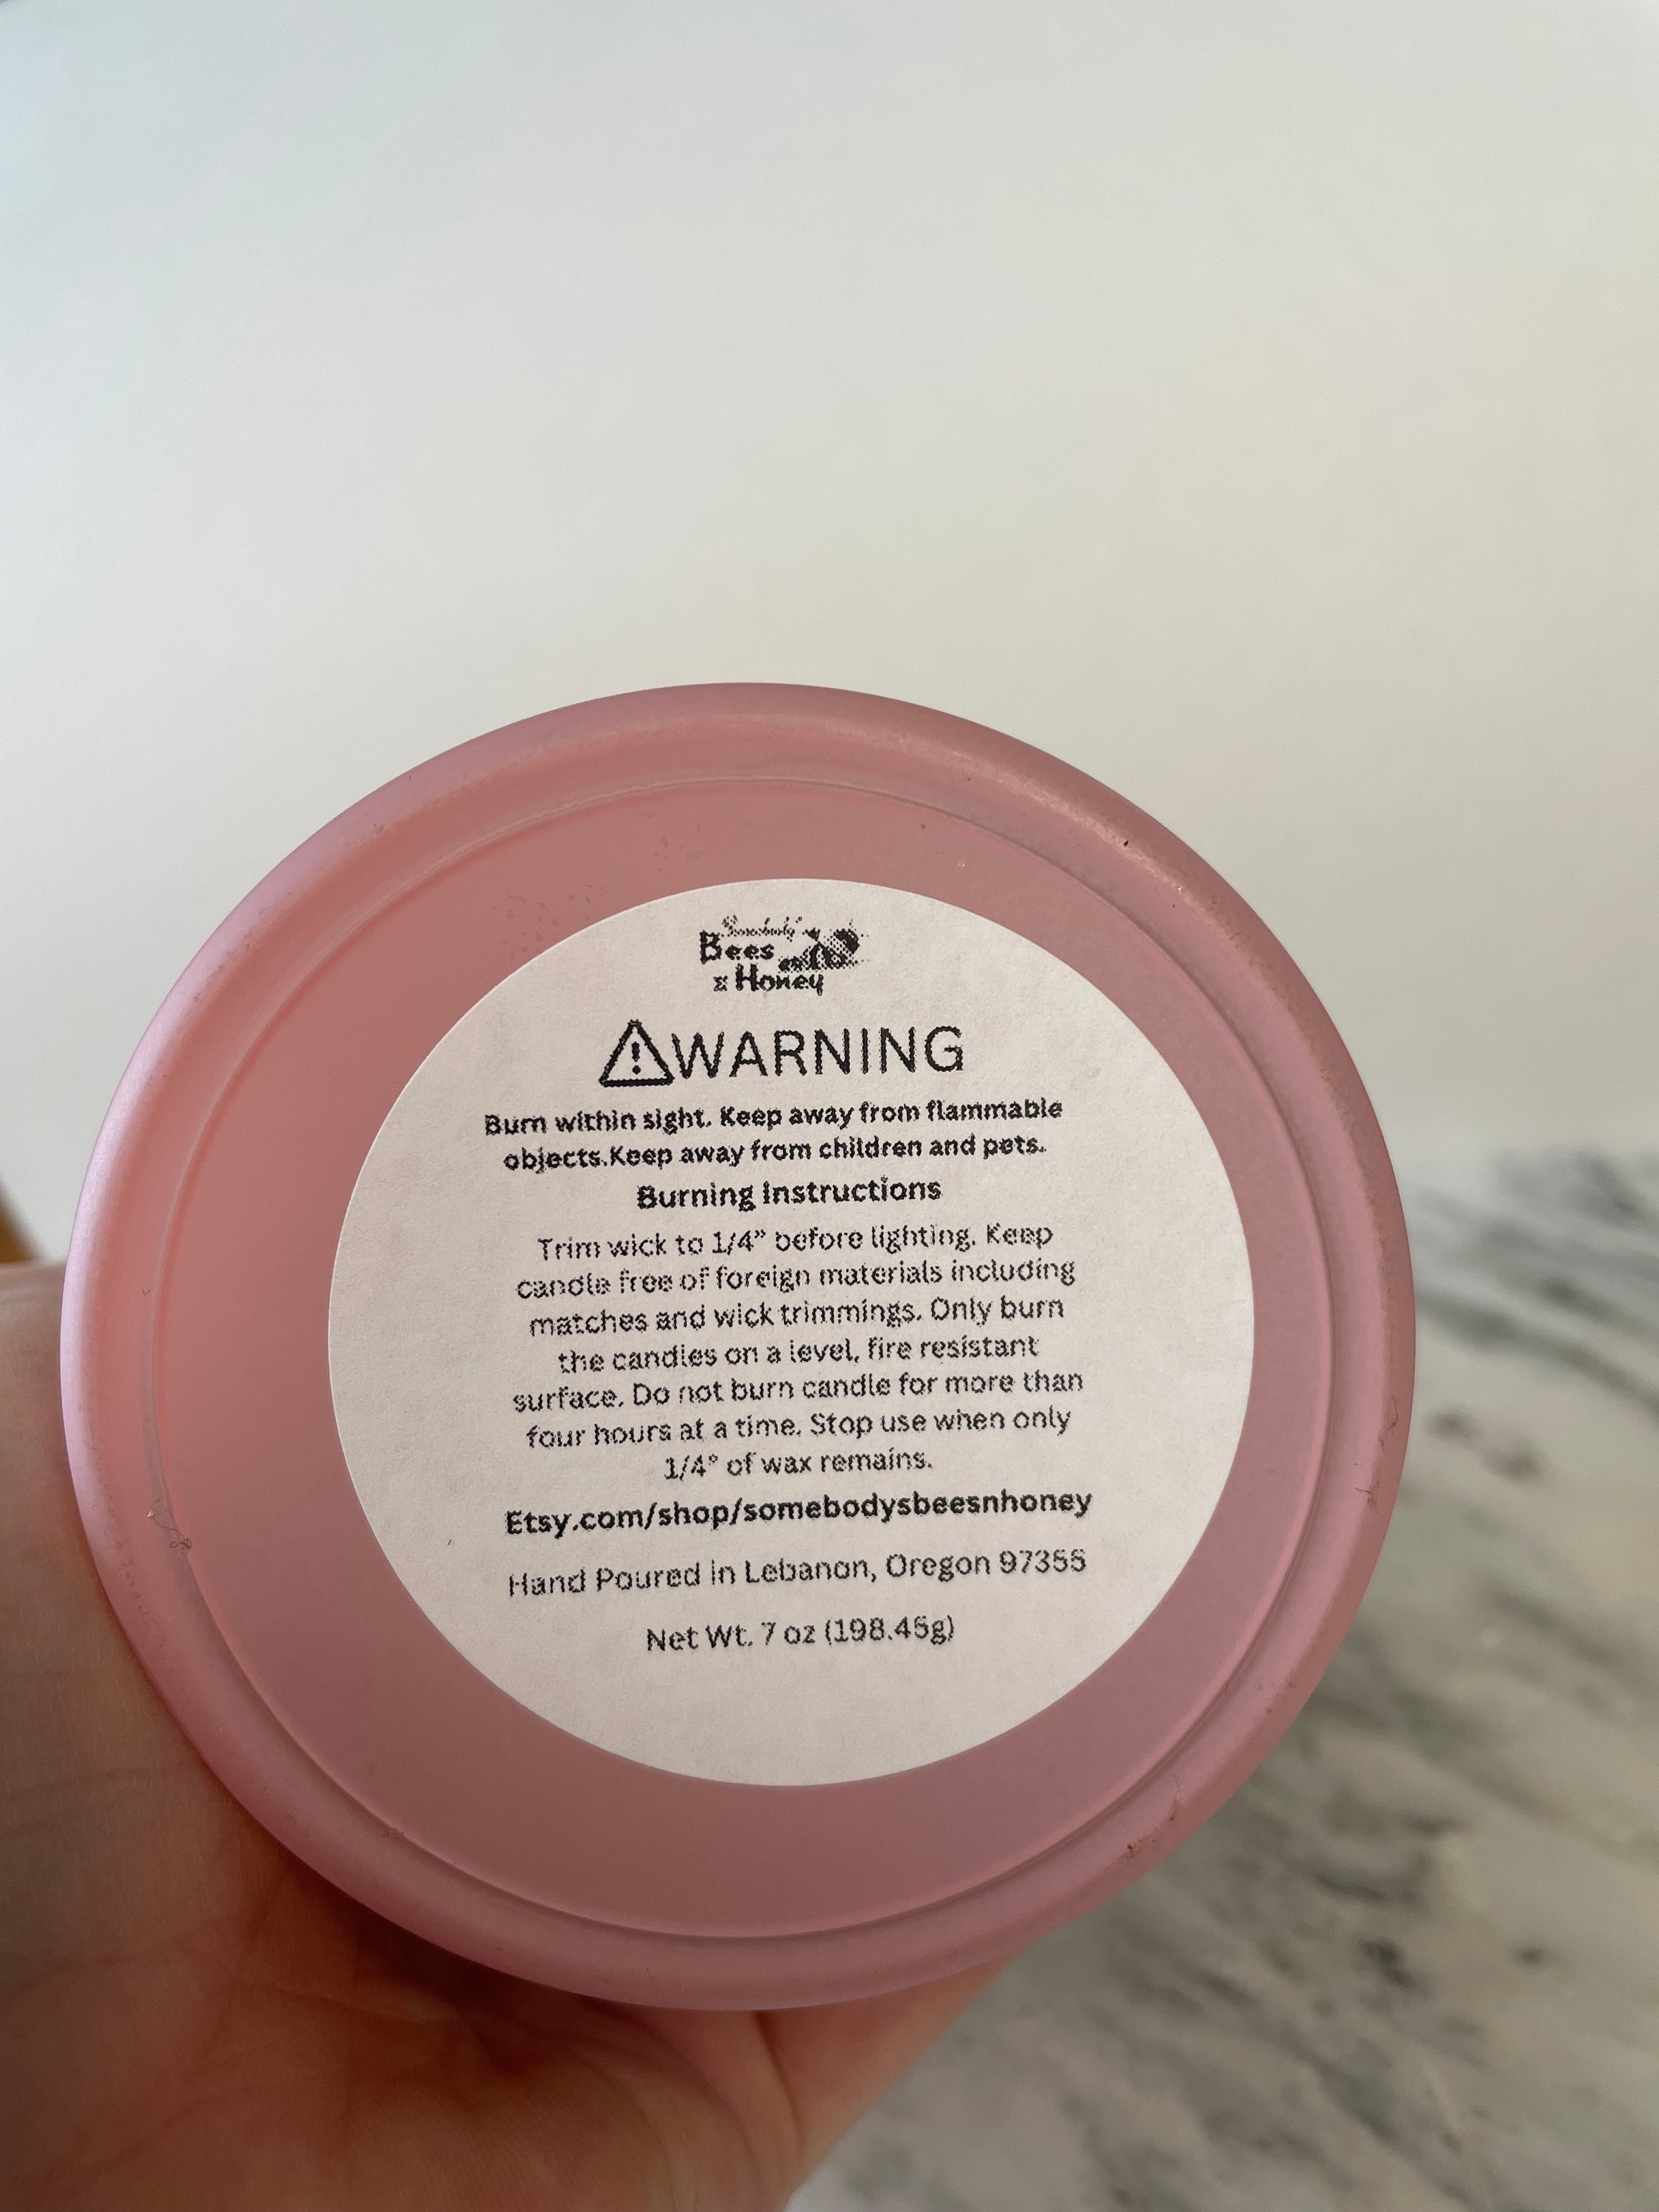 Somebody's
Bees
& Honey
WARNING
Burn within sight. Keep away from flammable
objects.Keep away from children and pets.
Burning Instructions
Trim wick to 1/4” before lighting. Keep
candle free of foreign materials including
matches and wick trimmings. Only burn
the candles on a level, fire resistant
surface. Do not burn candle for more than
four hours at a time. Stop use when only
1/4" of wax remains.
Etsy.com/shop/somebodysbeesnhoney
Hand Poured in Lebanon, Oregon 97355
Net Wt. 7 oz (198.45g)